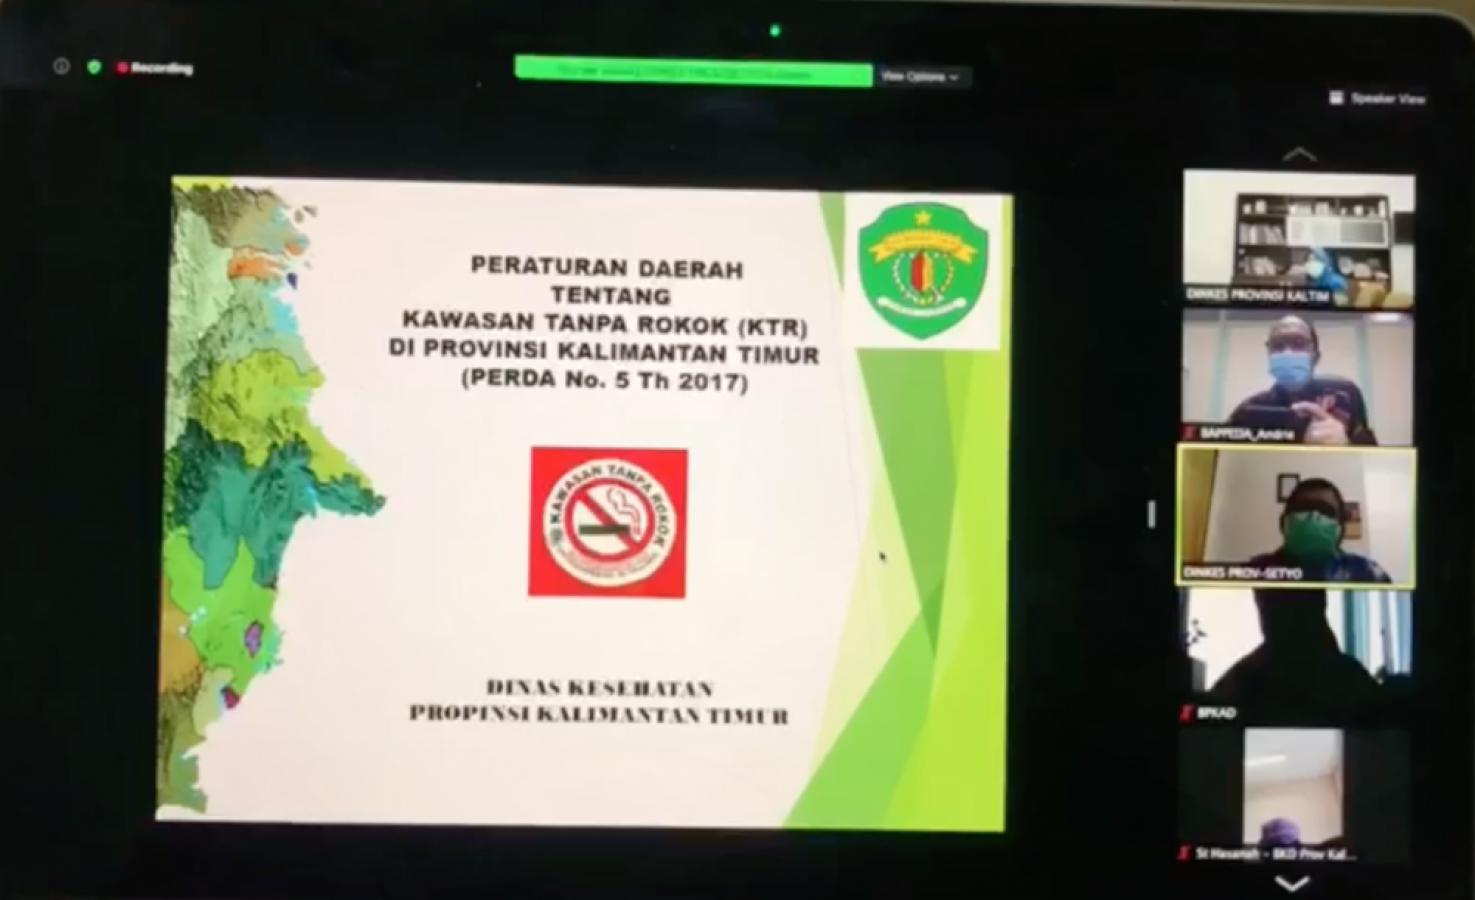 Recording
View Options
Speaker View
PERATURAN DAERAH
TENTANG
KAWASAN TANPA ROKOK (KTR)
DI PROVINSI KALIMANTAN TIMUR
(PERDA No. 5 Th 2017)
KAWASAN TANPA ROKOK
DINAS KESEHATAN
PROPINSI KALIMANTAN TIMUR
DINKES PROVINSI KALTIM
BAPPEDA_Andrie
DINKES PROV-SETYO
BPKAD
St Hasanah - BKD Prov Kal...